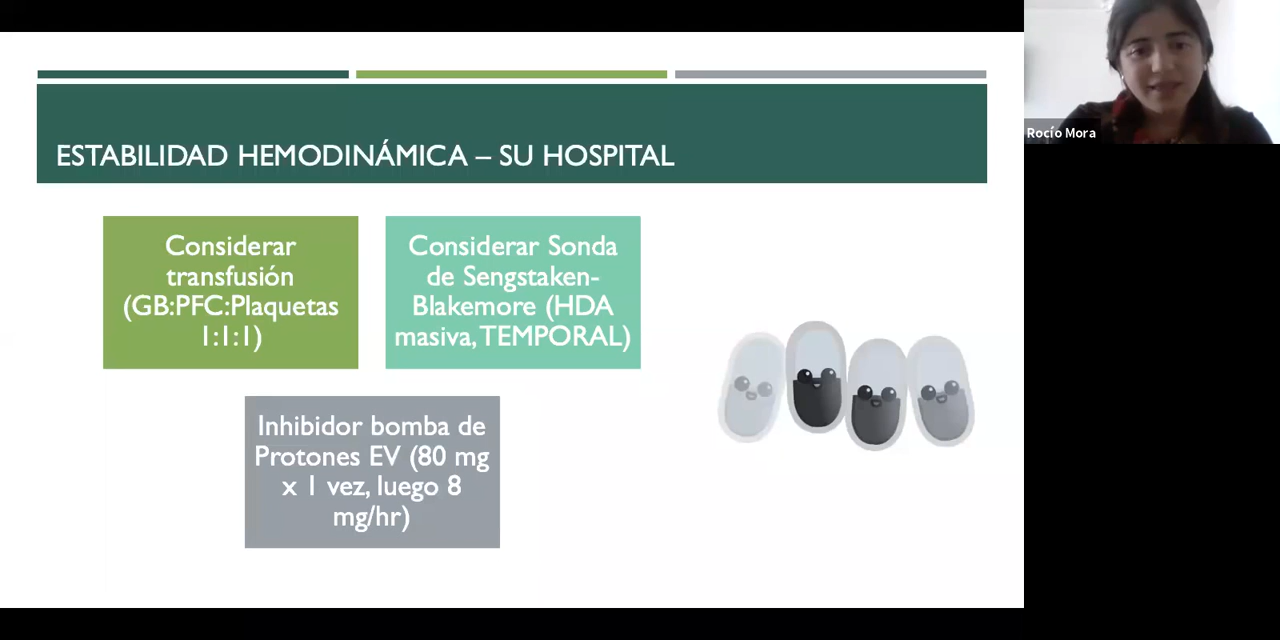 ESTABILIDAD HEMODINÁMICA – SU HOSPITAL
Considerar
transfusión
(GB:PFC:Plaquetas
1:1:1)
Considerar Sonda
de Sengstaken-
Blakemore (HDA
masiva, TEMPORAL)
Inhibidor bomba de
Protones EV (80 mg
x 1 vez, luego 8
mg/hr)
Rocío Mora